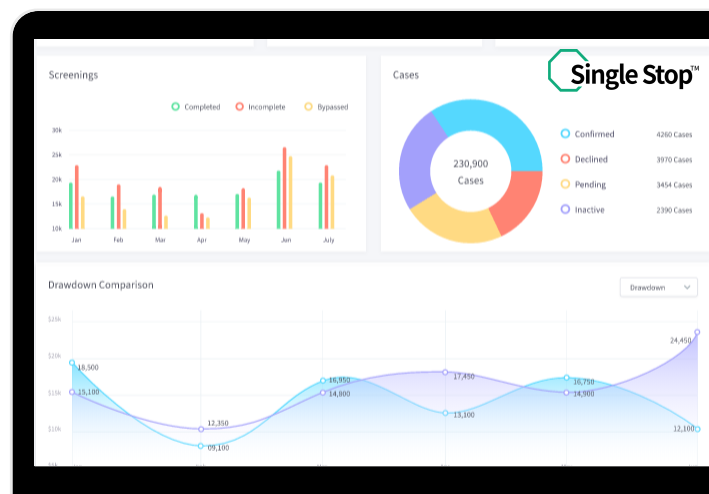 Single Stop™
Screenings
Completed Incomplete Bypassed
30k
25k
20k
15k
10k
Jan Feb Mar Apr May Jun July
Cases
230,900
Cases
Confirmed 4260 Cases
Declined 3970 Cases
Pending 3454 Cases
Inactive 2390 Cases
Drawdown Comparison
Drawdown
$25k
$20k
$15k
$10k
18,500
15,100
12,350
09,100
16,950
14,800
17,450
13,100
16,750
14,900
24,450
12,100